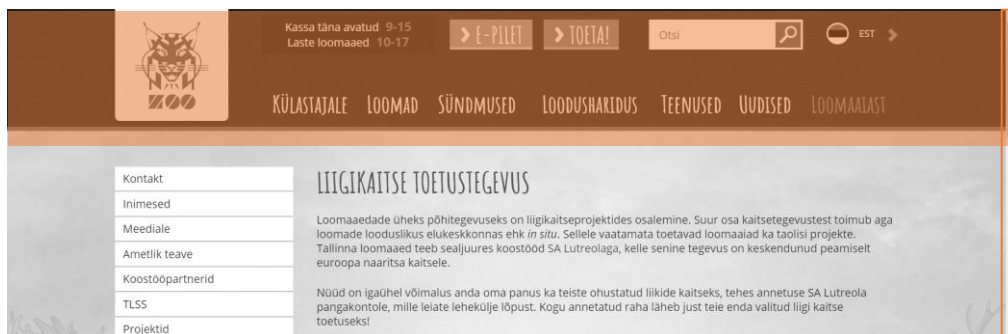 Kassa täna avatud 9-15
Laste loomaaed 10-17
E-PILET
TOETA!
Otsi
EST
ZOO
KÜLASTAJALE LOOMAD SÜNDMUSED LOODUSHARIDUS TEENUSED UUDISED LOOMAAIAST
Kontakt
Inimesed
Meediale
Ametlik teave
Koostööpartnerid
TLSS
Projektid
LIIGIKAITSE TOETUSTEGEVUS
Loomaaedade üheks põhitegevuseks on liigikaitseprojektides osalemine. Suur osa kaitsetegevustest toimub aga
loomade looduslikus elukeskkonnas ehk in situ. Sellele vaatamata toetavad loomaaiad ka taolisi projekte.
Tallinna loomaaed teeb sealjuures koostööd SA Lutreolaga, kelle senine tegevus on keskendunud peamiselt
euroopa naaritsa kaitsele.
Nüüd on igaühel võimalus anda oma panus ka teiste ohustatud liikide kaitseks, tehes annetuse SA Lutreola
pangakontole, mille leiate lehekülje lõpust. Kogu annetatud raha läheb just teie enda valitud liigi kaitse
toetuseks!